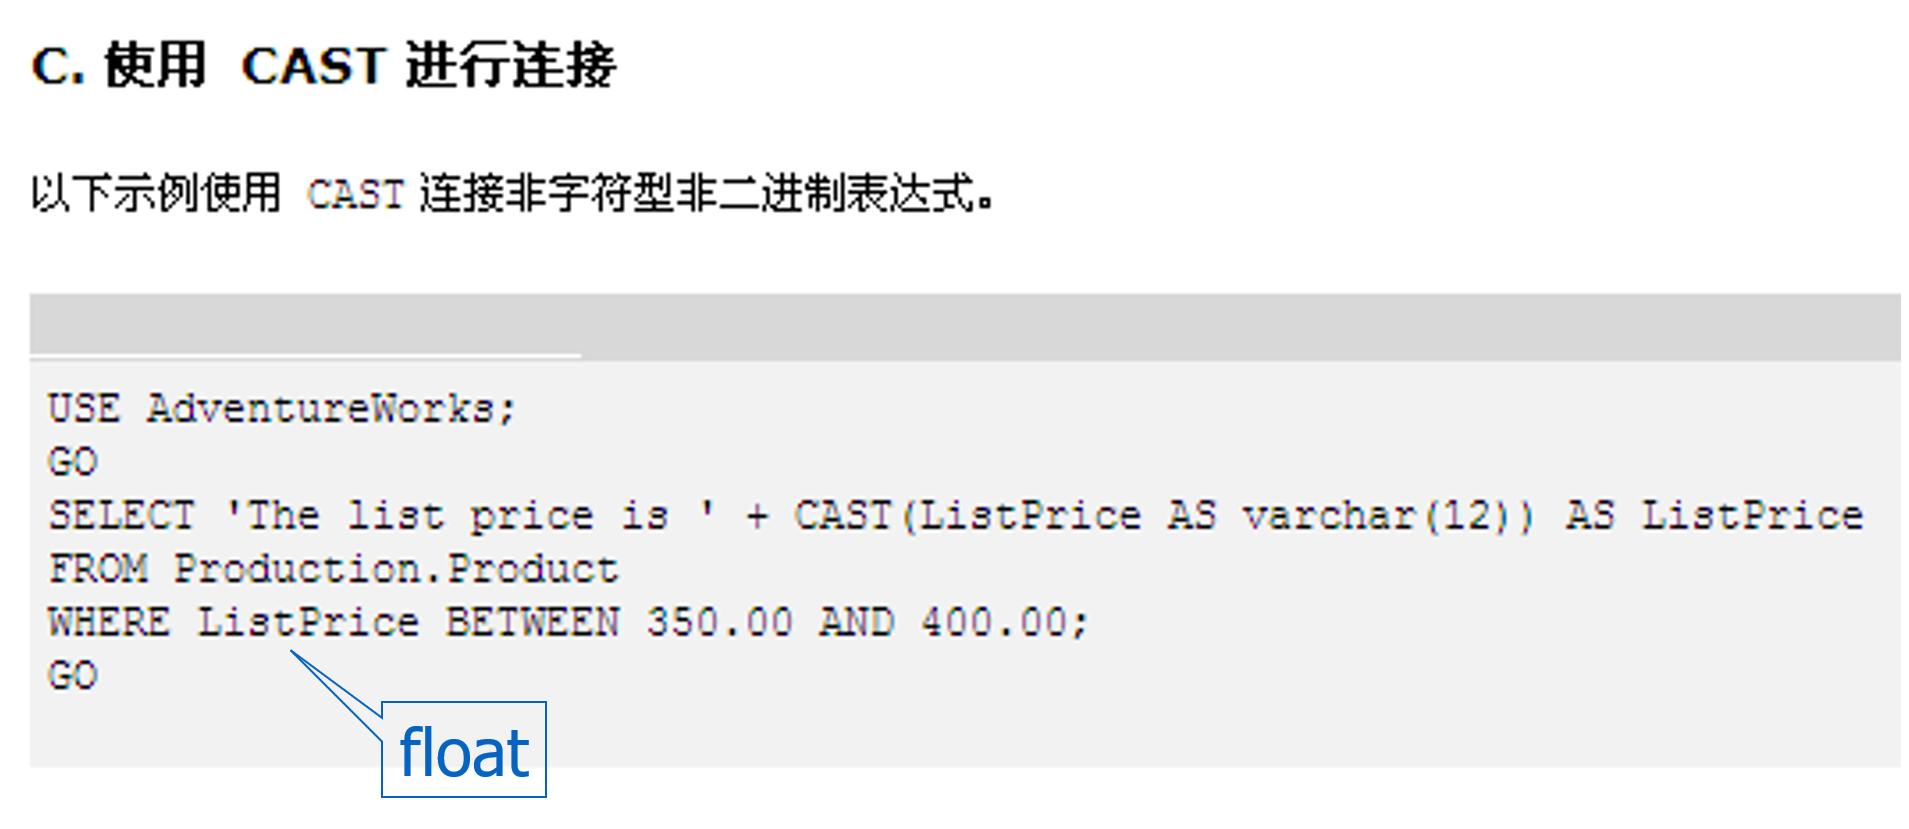 C. 使用 CAST 进行连接
以下示例使用 CAST 连接非字符型非二进制表达式。
USE AdventureWorks;
GO
SELECT 'The list price is ' + CAST(ListPrice AS varchar(12)) AS ListPrice
FROM Production.Product
WHERE ListPrice BETWEEN 350.00 AND 400.00;
GO
float